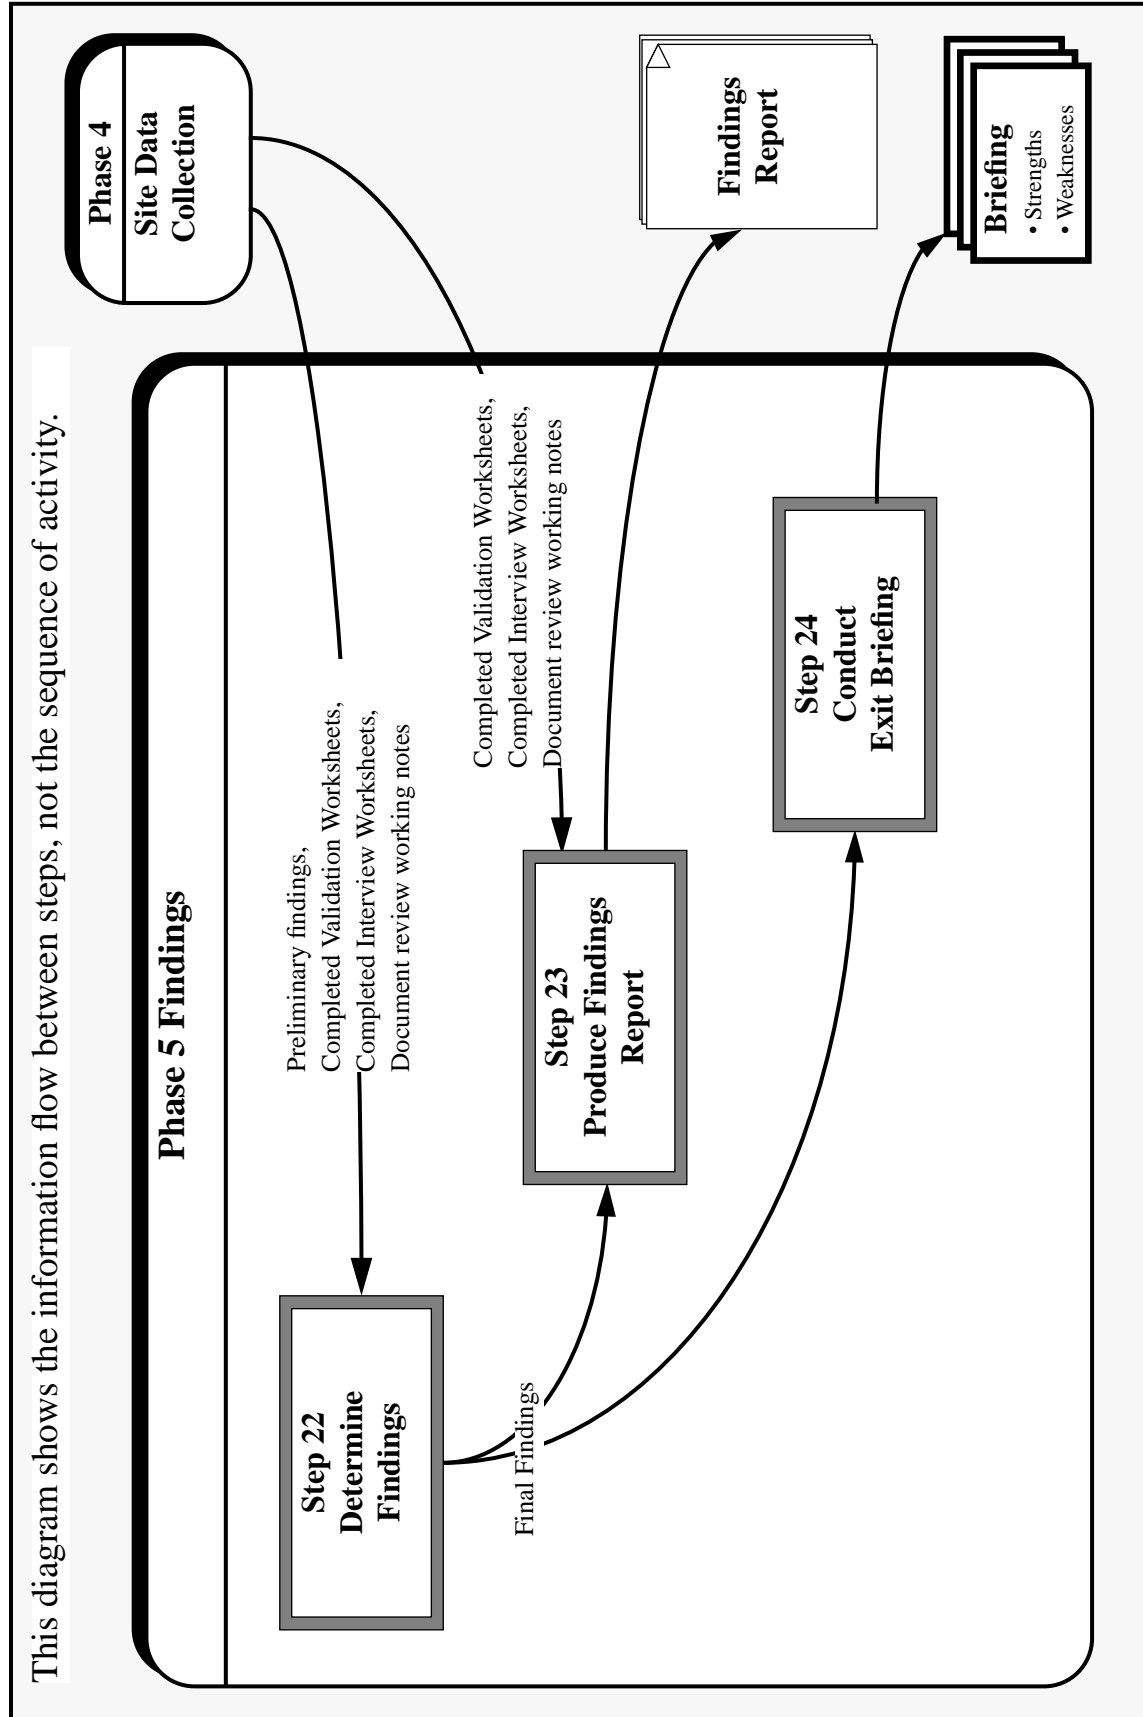 This diagram shows the information flow between steps, not the sequence of activity.
Phase 4
Site Data
Collection
Phase 5 Findings
Preliminary findings,
Completed Validation Worksheets,
Completed Interview Worksheets,
Document review working notes
Step 22
Determine
Findings
Final Findings
Completed Validation Worksheets,
Completed Interview Worksheets,
Document review working notes
Step 23
Produce Findings
Report
Findings
Report
Step 24
Conduct
Exit Briefing
Briefing
• Strengths
• Weaknesses